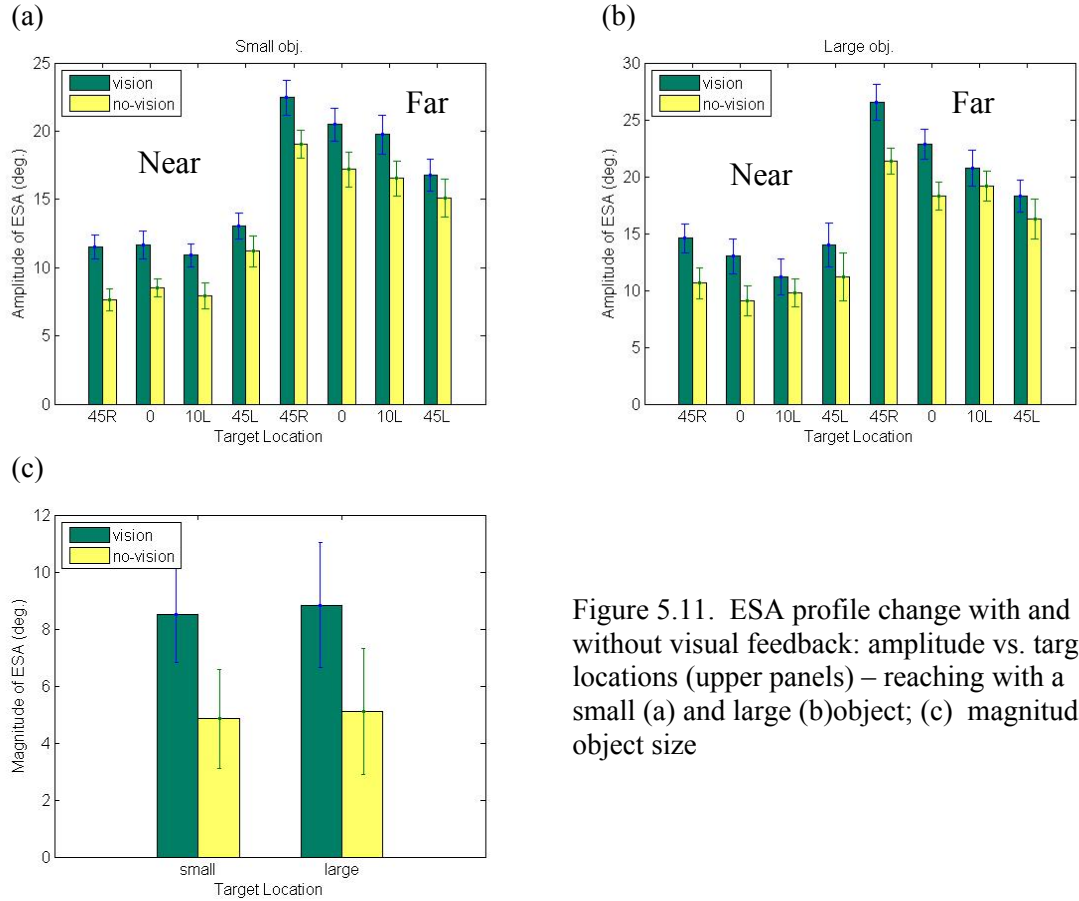 (a)
Small obj.
25
20
15
10
5
0
Amplitude of ESA (deg.)
vision
no-vision
Near
Far
45R 0 10L 45L 45R 0 10L 45L
Target Location
(b)
Large obj.
30
25
20
15
10
5
0
Amplitude of ESA (deg.)
vision
no-vision
Near
Far
45R 0 10L 45L 45R 0 10L 45L
Target Location
(c)
12
10
8
6
4
2
0
Magnitude of ESA (deg.)
vision
no-vision
small large
Target Location
Figure 5.11. ESA profile change with and
without visual feedback: amplitude vs. targ
locations (upper panels) – reaching with a
small (a) and large (b)object; (c) magnitud
object size